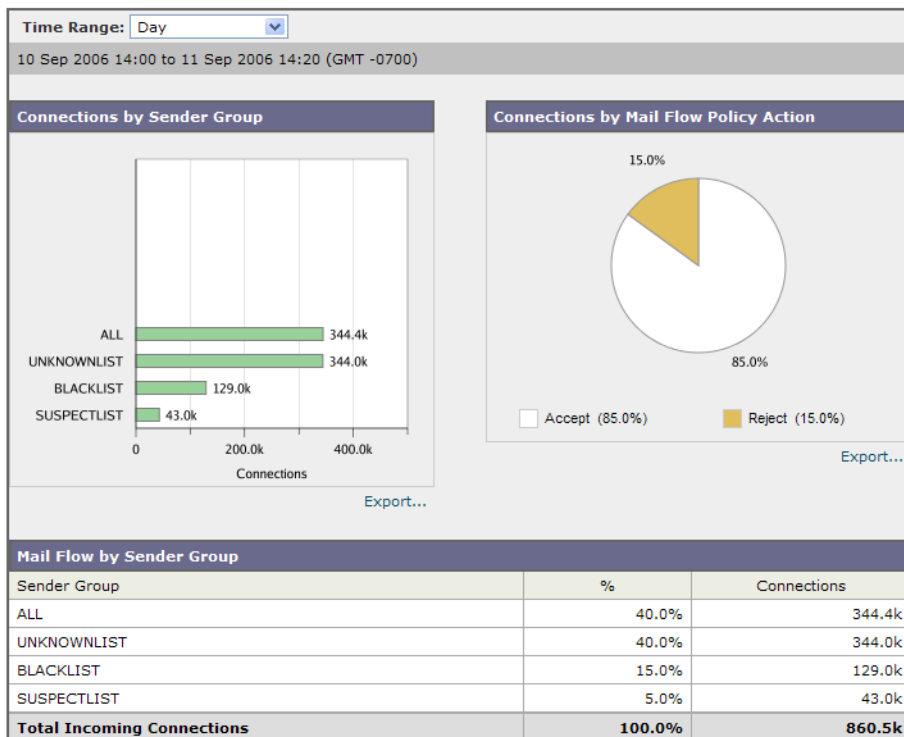 Time Range: Day
10 Sep 2006 14:00 to 11 Sep 2006 14:20 (GMT -0700)
Connections by Sender Group
ALL 344.4k
UNKNOWNLIST 344.0k
BLACKLIST 129.0k
SUSPECTLIST 43.0k
0 200.0k 400.0k
Connections
Export...
Connections by Mail Flow Policy Action
15.0%
85.0%
Accept (85.0%) Reject (15.0%)
Export...
Mail Flow by Sender Group
Sender Group % Connections
ALL 40.0% 344.4k
UNKNOWNLIST 40.0% 344.0k
BLACKLIST 15.0% 129.0k
SUSPECTLIST 5.0% 43.0k
Total Incoming Connections 100.0% 860.5k